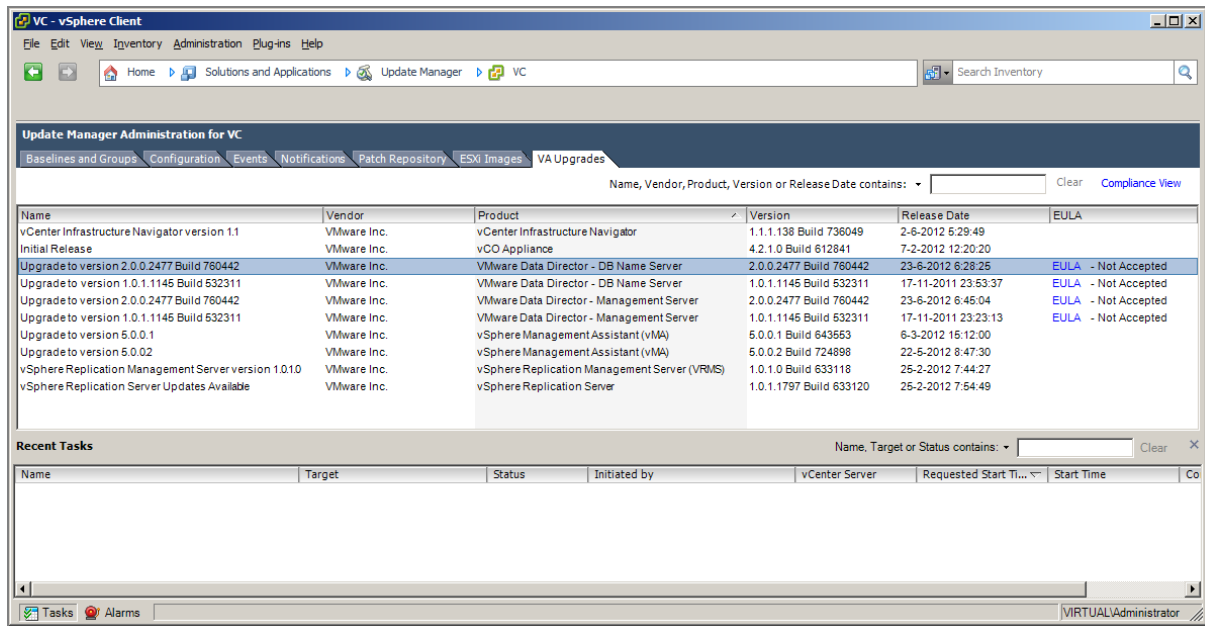 VC - vSphere Client
File Edit View Inventory Administration Plug-ins Help
Home Solutions and Applications Update Manager VC Search Inventory
Update Manager Administration for VC
Baselines and Groups Configuration Events Notifications Patch Repository ESXi Images VA Upgrades
Name, Vendor, Product, Version or Release Date contains: Clear Compliance View
Name Vendor Product Version Release Date EULA
vCenter Infrastructure Navigator version 1.1 VMware Inc. vCenter Infrastructure Navigator 1.1.1.138 Build 736049 2-6-2012 5:29:49
Initial Release VMware Inc. vCO Appliance 4.2.1.0 Build 612841 7-2-2012 12:20:20
Upgrade to version 2.0.0.2477 Build 760442 VMware Inc. VMware Data Director - DB Name Server 2.0.0.2477 Build 760442 23-6-2012 6:28:25 EULA - Not Accepted
Upgrade to version 1.0.1.1145 Build 532311 VMware Inc. VMware Data Director - DB Name Server 1.0.1.1145 Build 532311 17-11-2011 23:53:37 EULA - Not Accepted
Upgrade to version 2.0.0.2477 Build 760442 VMware Inc. VMware Data Director - Management Server 2.0.0.2477 Build 760442 23-6-2012 6:45:04 EULA - Not Accepted
Upgrade to version 1.0.1.1145 Build 532311 VMware Inc. VMware Data Director - Management Server 1.0.1.1145 Build 532311 17-11-2011 23:23:13 EULA - Not Accepted
Upgrade to version 5.0.0.1 VMware Inc. vSphere Management Assistant (vMA) 5.0.0.1 Build 643553 6-3-2012 15:12:00
Upgrade to version 5.0.0.2 VMware Inc. vSphere Management Assistant (vMA) 5.0.0.2 Build 724898 22-5-2012 8:47:30
vSphere Replication Management Server version 1.0.1.0 VMware Inc. vSphere Replication Management Server (VRMS) 1.0.1.0 Build 633118 25-2-2012 7:44:27
vSphere Replication Server Updates Available VMware Inc. vSphere Replication Server 1.0.1.1797 Build 633120 25-2-2012 7:54:49
Recent Tasks Name, Target or Status contains: Clear
Name Target Status Initiated by vCenter Server Requested Start Ti... Start Time Co
Tasks Alarms VIRTUAL\Administrator